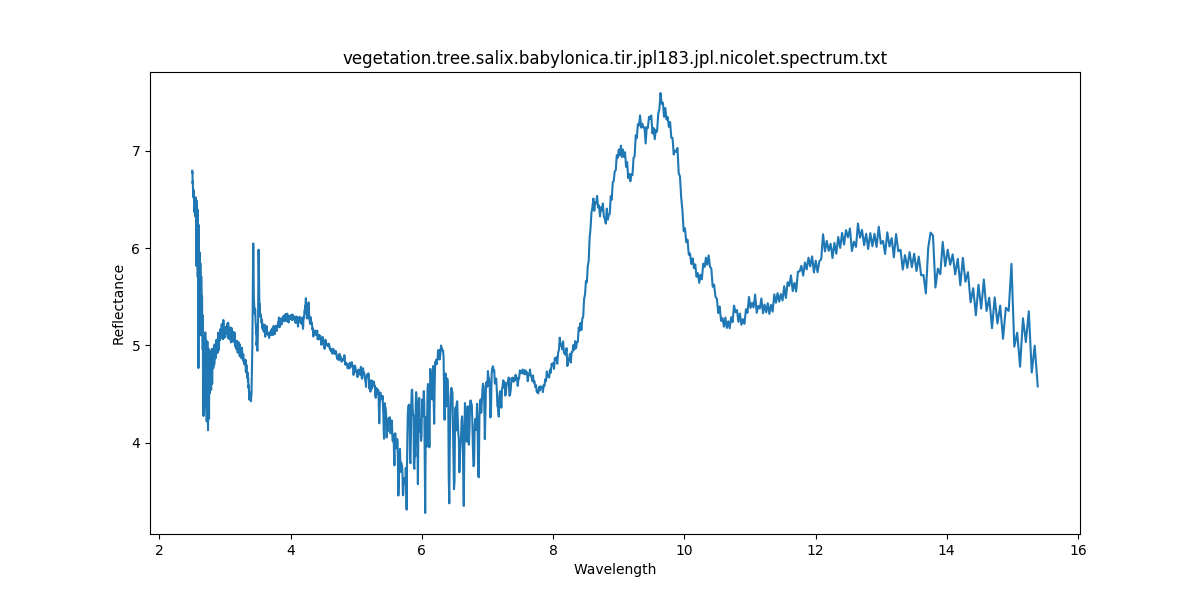 vegetation.tree.salix.babylonica.tir.jpl183.jpl.nicolet.spectrum.txt
7
6
5
4
Reflectance
2 4 6 8 10 12 14 16
Wavelength